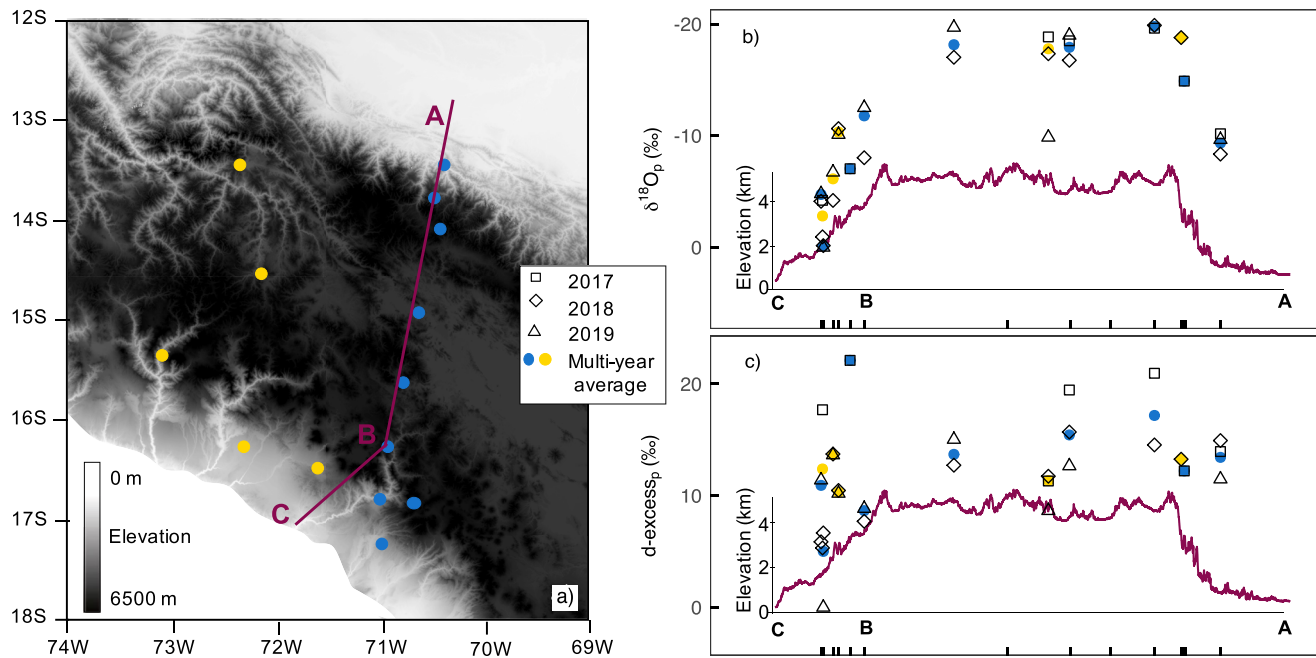 12S
13S
14S
15S
16S
17S
18S
74W
73W
72W
71W
70W
69W
A
B
C
0 m
Elevation
6500 m
a)
2017
2018
2019
Multi-year
average
b)
-20
-10
0
δ¹⁸Oₚ (‰)
Elevation (km)
4
2
0
C
B
A
c)
20
10
0
d-excessₚ (‰)
Elevation (km)
4
2
0
C
B
A